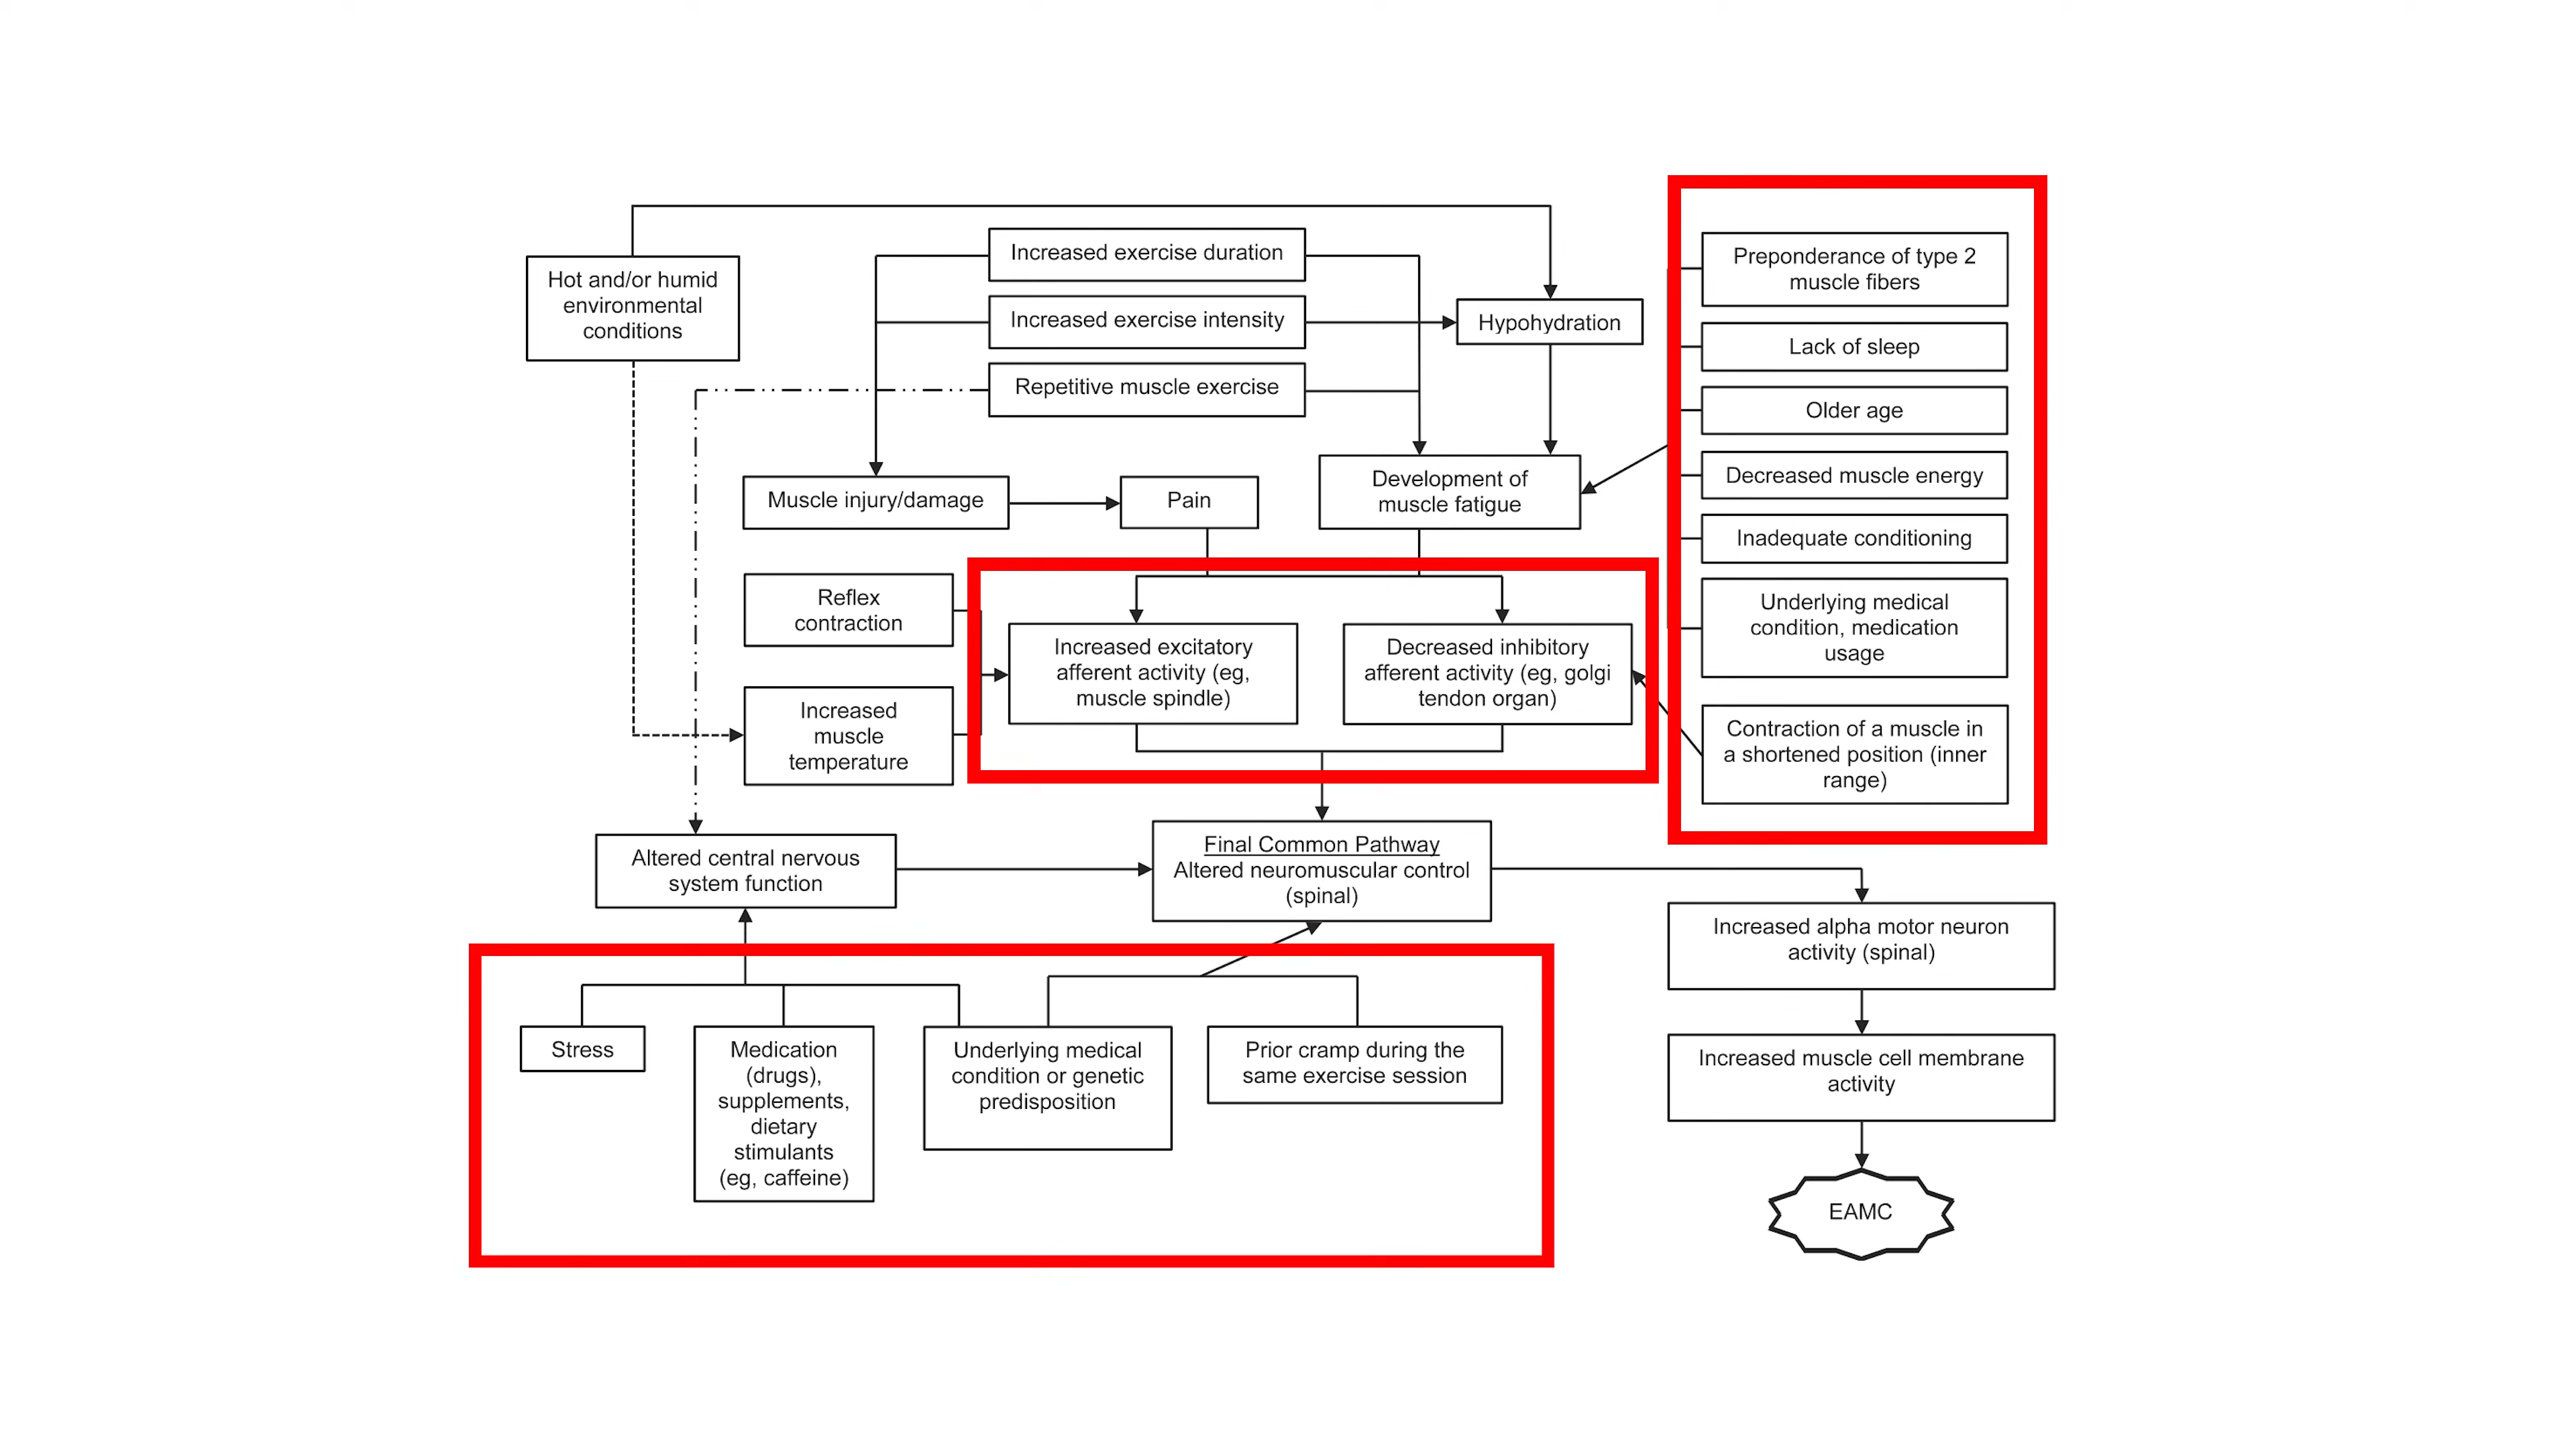 Hot and/or humid
environmental
conditions
Increased exercise duration
Increased exercise intensity
Repetitive muscle exercise
Hypohydration
Preponderance of type 2
muscle fibers
Lack of sleep
Older age
Decreased muscle energy
Inadequate conditioning
Underlying medical
condition, medication
usage
Contraction of a muscle in
a shortened position (inner
range)
Muscle injury/damage
Pain
Development of
muscle fatigue
Reflex
contraction
Increased
muscle
temperature
Increased excitatory
afferent activity (eg,
muscle spindle)
Decreased inhibitory
afferent activity (eg, golgi
tendon organ)
Altered central nervous
system function
Final Common Pathway
Altered neuromuscular control
(spinal)
Increased alpha motor neuron
activity (spinal)
Increased muscle cell membrane
activity
EAMC
Stress
Medication
(drugs),
supplements,
dietary
stimulants
(eg, caffeine)
Underlying medical
condition or genetic
predisposition
Prior cramp during the
same exercise session